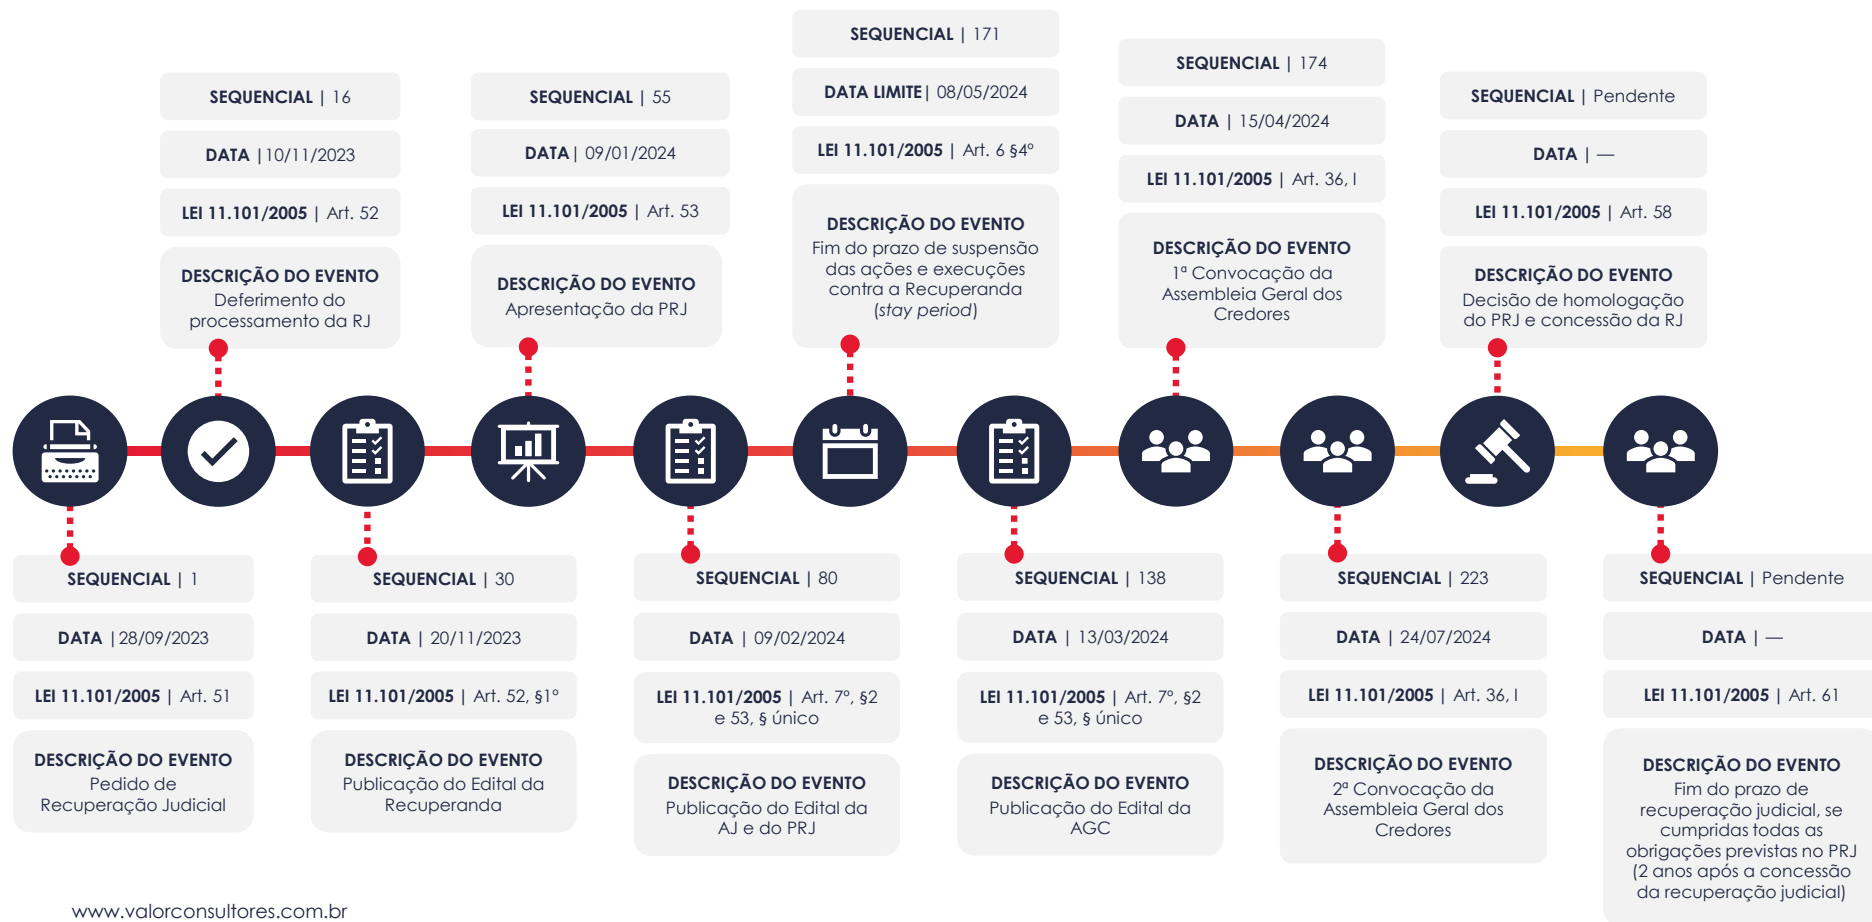 SEQUENCIAL | 1
DATA |28/09/2023
LEI 11.101/2005 | Art. 51
DESCRIÇÃO DO EVENTO
Pedido de
Recuperação Judicial
SEQUENCIAL | 16
DATA |10/11/2023
LEI 11.101/2005 | Art. 52
DESCRIÇÃO DO EVENTO
Deferimento do
processamento da RJ
SEQUENCIAL | 30
DATA | 20/11/2023
LEI 11.101/2005 | Art. 52, §1º
DESCRIÇÃO DO EVENTO
Publicação do Edital da
Recuperanda
SEQUENCIAL | 55
DATA| 09/01/2024
LEI 11.101/2005 | Art. 53
DESCRIÇÃO DO EVENTO
Apresentação da PRJ
SEQUENCIAL | 80
DATA | 09/02/2024
LEI 11.101/2005 | Art. 7º, §2
e 53, § único
DESCRIÇÃO DO EVENTO
Publicação do Edital da
AJ e do PRJ
SEQUENCIAL | 171
DATA LIMITE| 08/05/2024
LEI 11.101/2005 | Art. 6 §4º
DESCRIÇÃO DO EVENTO
Fim do prazo de suspensão
das ações e execuções
contra a Recuperanda
(stay period)
SEQUENCIAL | 138
DATA | 13/03/2024
LEI 11.101/2005 | Art. 7º, §2
e 53, § único
DESCRIÇÃO DO EVENTO
Publicação do Edital da
AGC
SEQUENCIAL | 174
DATA | 15/04/2024
LEI 11.101/2005 | Art. 36, I
DESCRIÇÃO DO EVENTO
1ª Convocação da
Assembleia Geral dos
Credores
SEQUENCIAL | 223
DATA | 24/07/2024
LEI 11.101/2005 | Art. 36, I
DESCRIÇÃO DO EVENTO
2ª Convocação da
Assembleia Geral dos
Credores
SEQUENCIAL | Pendente
DATA | —
LEI 11.101/2005 | Art. 58
DESCRIÇÃO DO EVENTO
Decisão de homologação
do PRJ e concessão da RJ
SEQUENCIAL | Pendente
DATA | —
LEI 11.101/2005 | Art. 61
DESCRIÇÃO DO EVENTO
Fim do prazo de
recuperação judicial, se
cumpridas todas as
obrigações previstas no PRJ
(2 anos após a concessão
da recuperação judicial)
www.valorconsultores.com.br